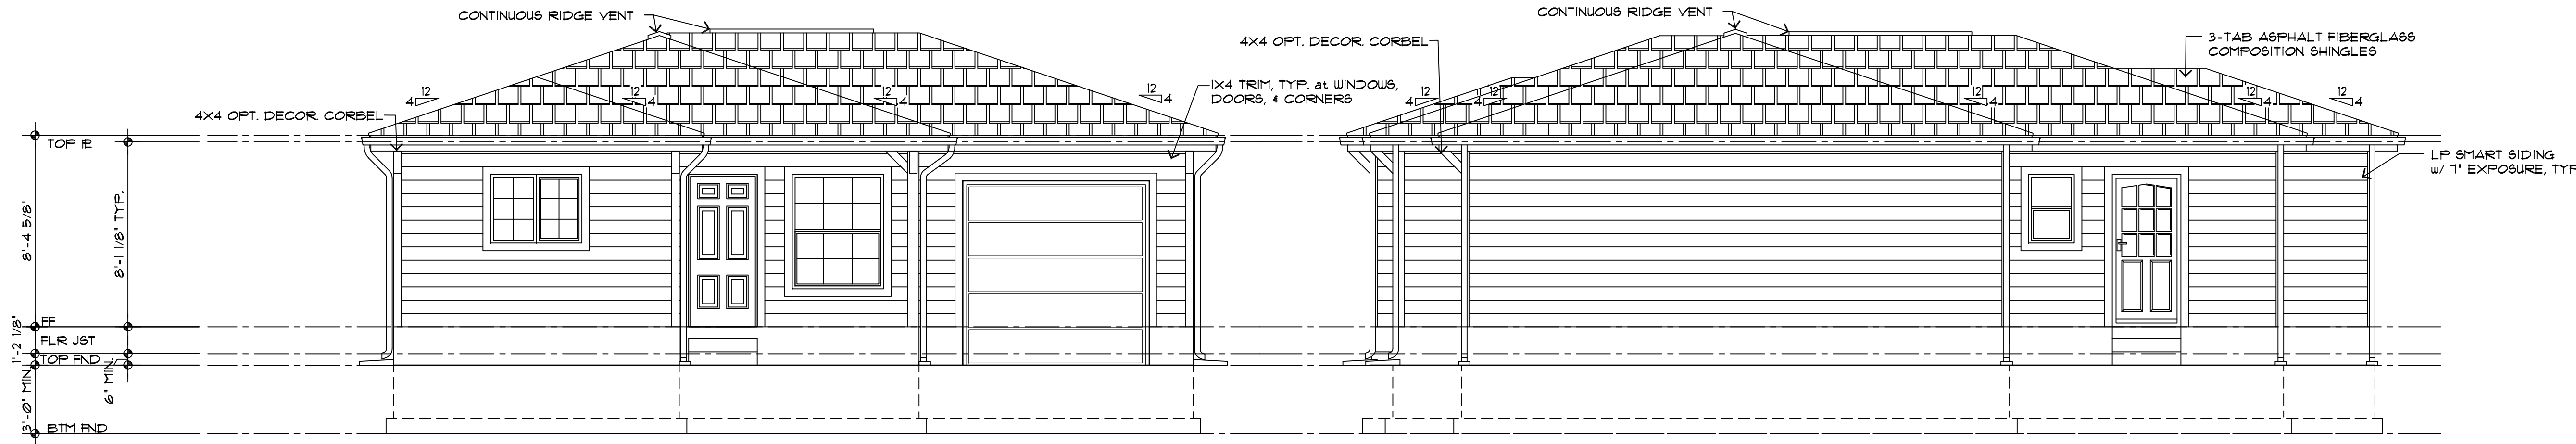 CONTINUOUS RIDGE VENT
4X4 OPT. DECOR. CORBEL
1X4 TRIM, TYP. at WINDOWS,
DOORS, & CORNERS
12
4
12
4
12
4
12
4
TOP PL
8'-4 5/8"
8'-1 1/8" TYP.
FF
FLR JST
1'-2 1/8"
TOP FND
6" MIN.
3'-0" MIN.
BTM FND
CONTINUOUS RIDGE VENT
4X4 OPT. DECOR. CORBEL
3-TAB ASPHALT FIBERGLASS
COMPOSITION SHINGLES
12
4
12
4
12
4
12
4
12
4
LP SMART SIDING
w/ 7" EXPOSURE, TYP